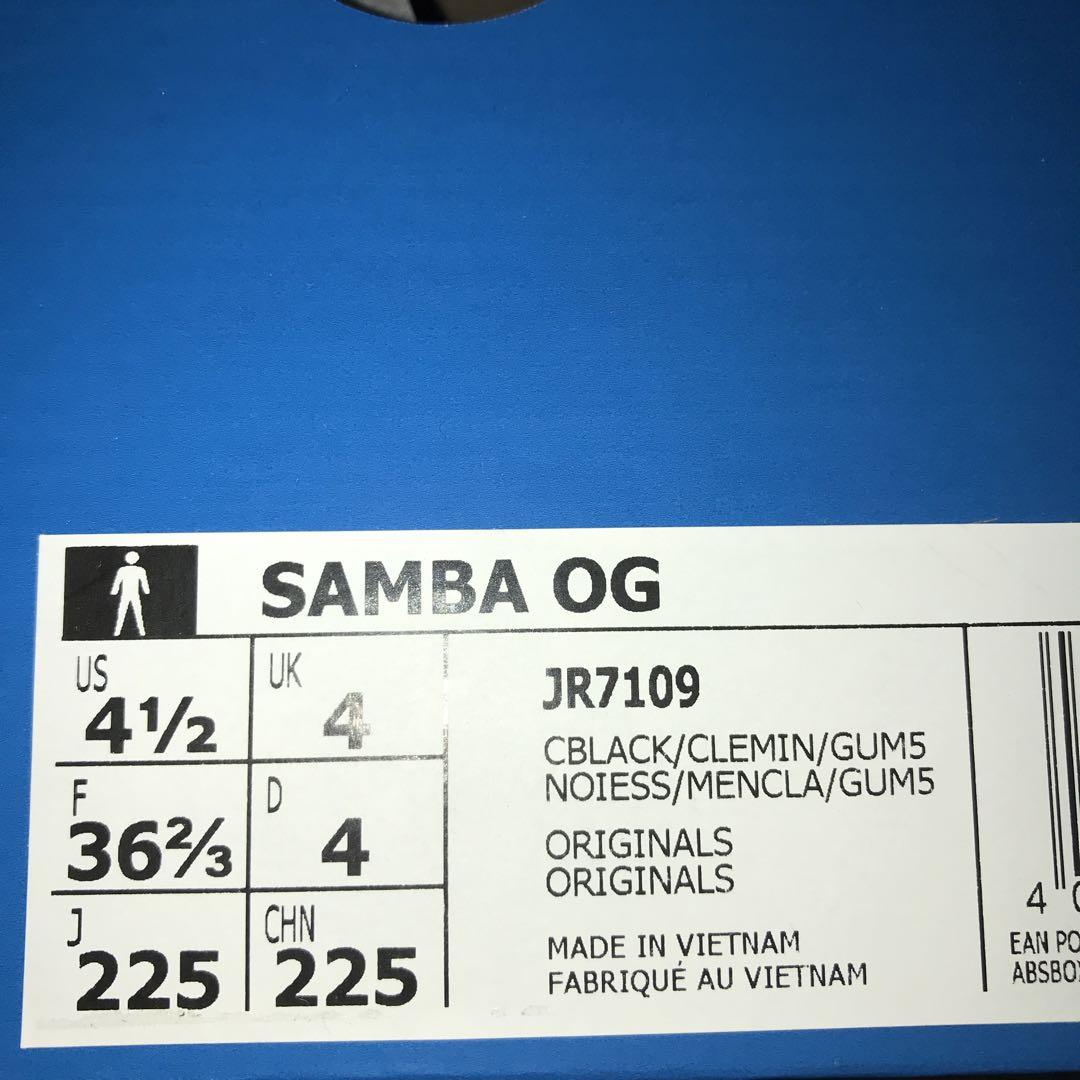 SAMBA OG
US
4½
UK
4
F
36⅔
D
4
J
225
CHN
225
JR7109
CBLACK/CLEMIN/GUM5
NOIESS/MENCLA/GUM5
ORIGINALS
ORIGINALS
MADE IN VIETNAM
FABRIQUÉ AU VIETNAM
4
EAN